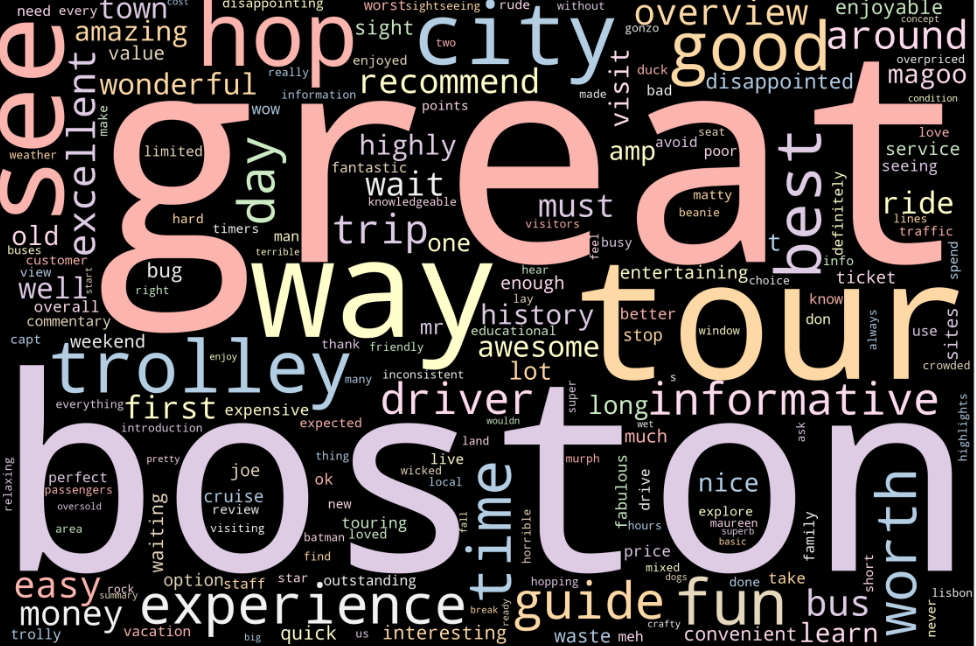 need every town
disappointing
worst sightseeing rude
without
cost
gonzo
overview
enjoyable
concept
see
amazing
value
hop
sight
city
two
good
around
wonderful
really
enjoyed
recommend
visit
duck
bad
disappointed
overpriced
magoo
excellent
make
wow
information
points
made
condition
weather
great
limited
day
highly
fantastic
wait
knowledgeable
amp
avoid
seat
poor
best
love
service
seeing
hard
timers
trip
one
must
visitors
matty
beanie
definitely
ride
lines
traffic
old
buses
customer
man
terrible
feel
busy
t
info
spend
view
start
well
bug
right
way
hear
enough
entertaining
choice
ticket
overall
commentary
lay
history
tour
better
know
don
use
sites
capt
weekend
thank
friendly
mr
educational
awesome
stop
window
always
trolley
enjoy
many
inconsistent
lot
s
crowded
everything
first
expensive
driver
super
long
informative
introduction
expected
wouldn
wet
much
ask
highlights
boston
pretty
thing
land
live
murph
relaxing
perfect
passengers
oversold
joe
cruise
review
visiting
ok
wicked
local
time
fabulous
drive
nice
explore
maureen
superb
basic
worth
area
waiting
new
batman
find
touring
loved
fall
horrible
hours
price
mixed
family
short
easy
rock
summary
option
staff
star
outstanding
hopping
dogs
done
take
never
lisbon
money
experience
break
ready
guide
crafty
fun
bus
trolly
vacation
big
quick
us
interesting
waste
meh
convenient
learn